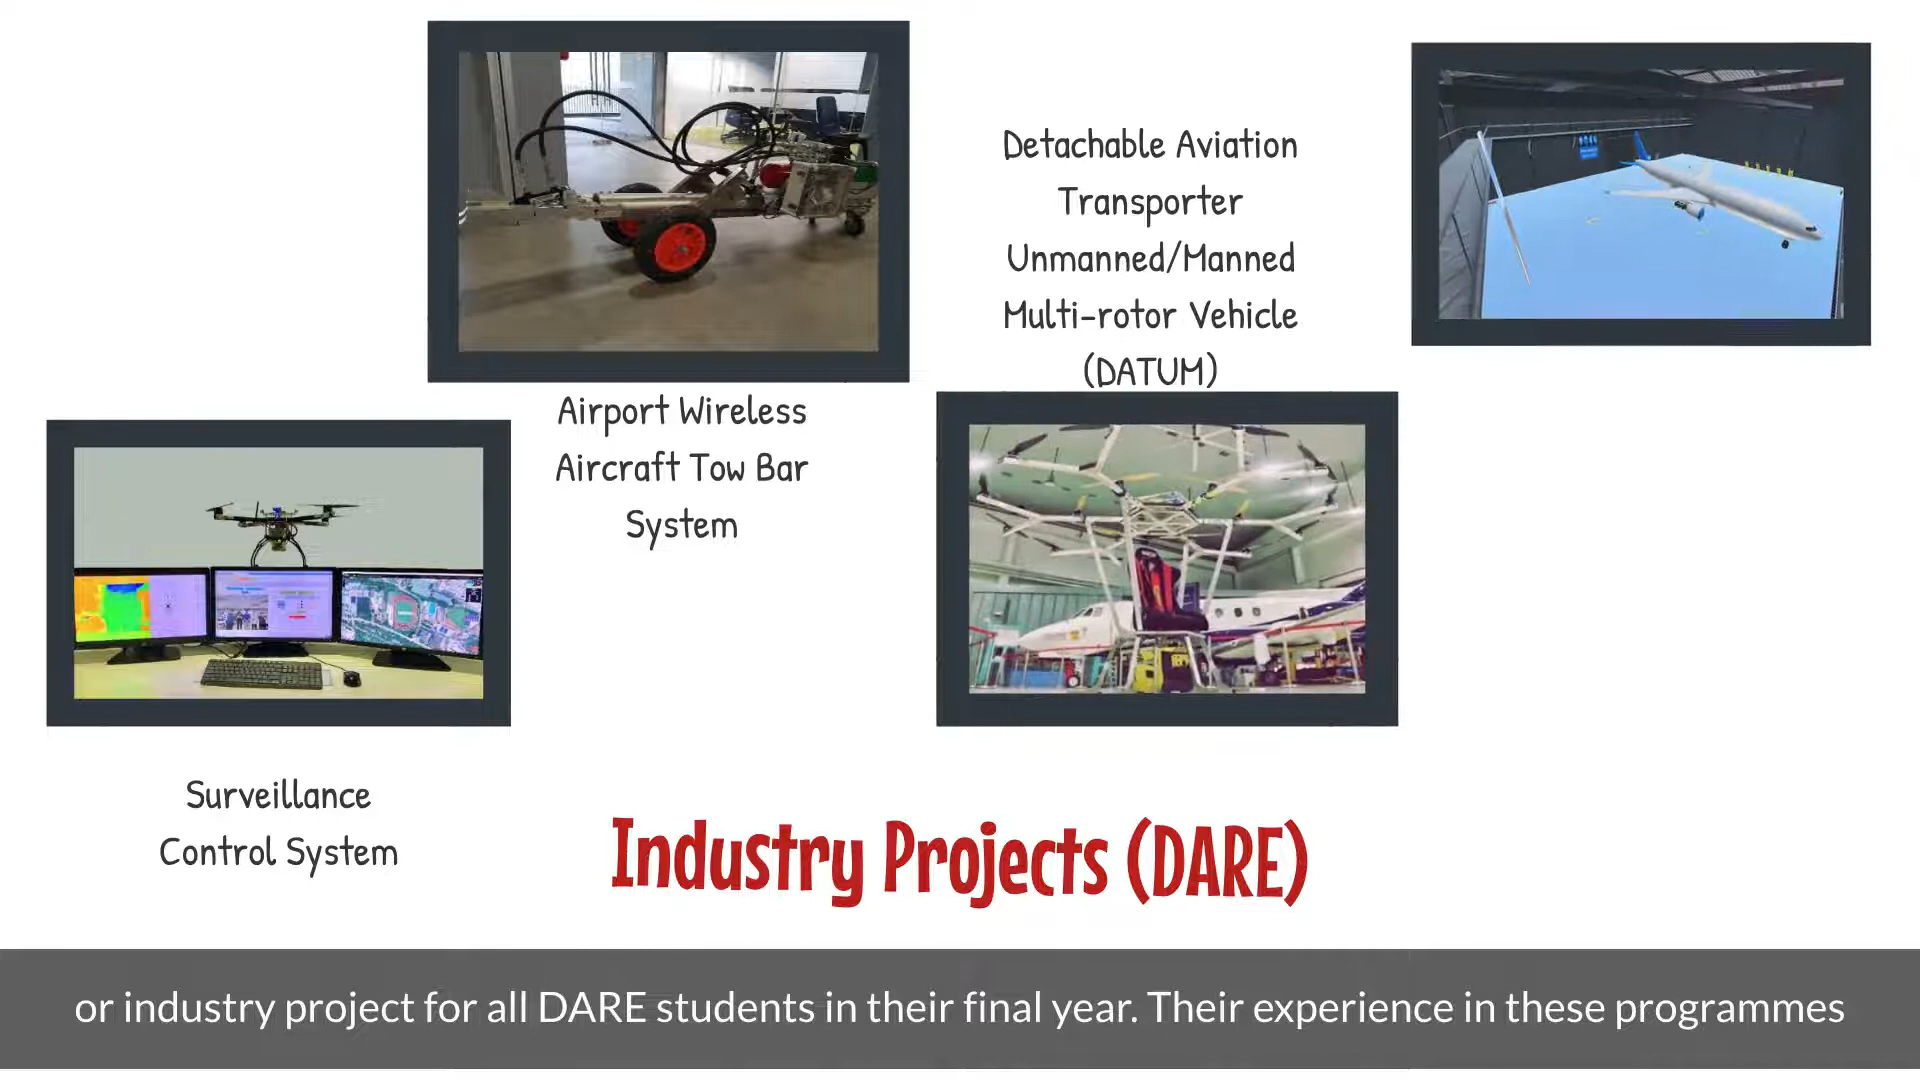 Detachable Aviation
Transporter
Unmanned/Manned
Multi-rotor Vehicle
(DATUM)
Airport Wireless
Aircraft Tow Bar
System
Surveillance
Control System
Industry Projects (DARE)
or industry project for all DARE students in their final year. Their experience in these programmes